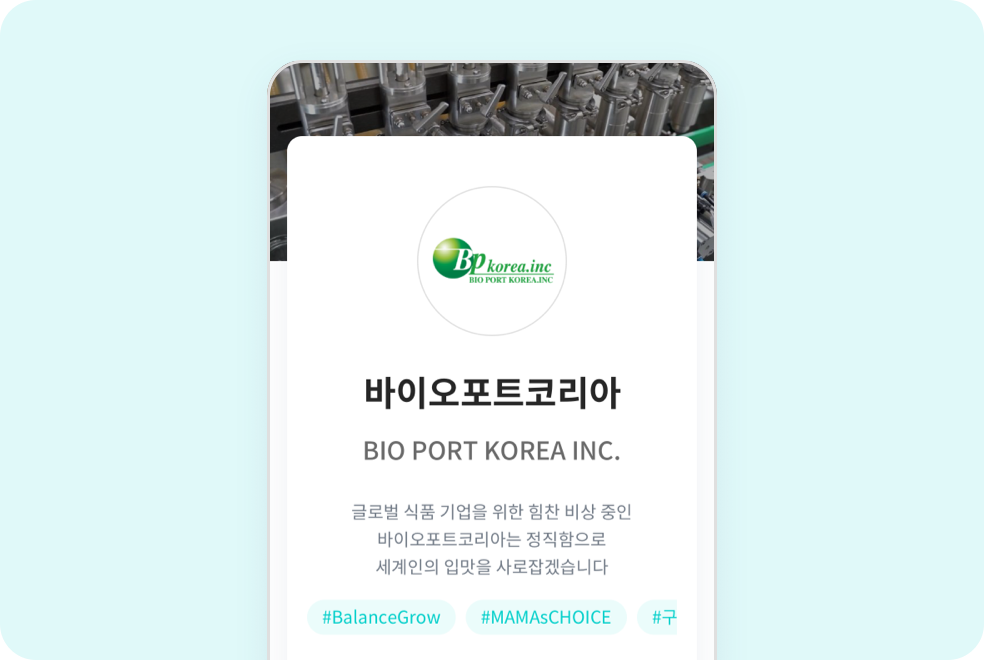 Bp korea.inc
BIO PORT KOREA.INC
바이오포트코리아
BIO PORT KOREA INC.
글로벌 식품 기업을 위한 힘찬 비상 중인
바이오포트코리아는 정직함으로
세계인의 입맛을 사로잡겠습니다
#BalanceGrow #MAMAsCHOICE #구